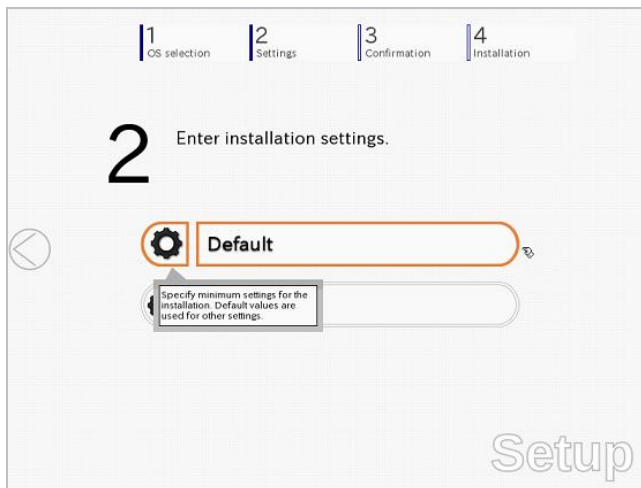 1
OS selection
2
Settings
3
Confirmation
4
Installation
2
Enter installation settings.
Default
Specify minimum settings for the
installation. Default values are
used for other settings.
Setup